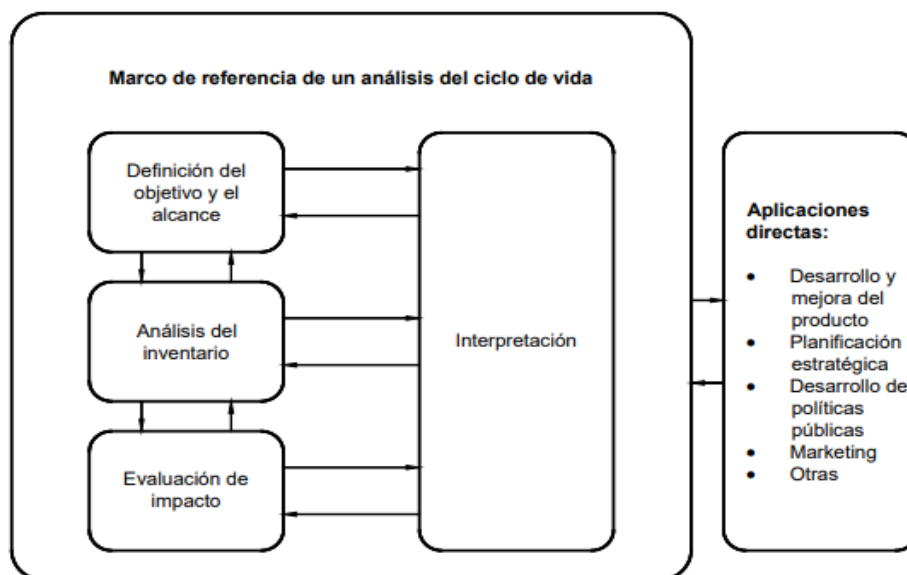 Marco de referencia de un análisis del ciclo de vida
Definición del
objetivo y el
alcance
Análisis del
inventario
Evaluación de
impacto
Interpretación
Aplicaciones
directas:
• Desarrollo y
mejora del
producto
• Planificación
estratégica
• Desarrollo de
políticas
públicas
• Marketing
• Otras